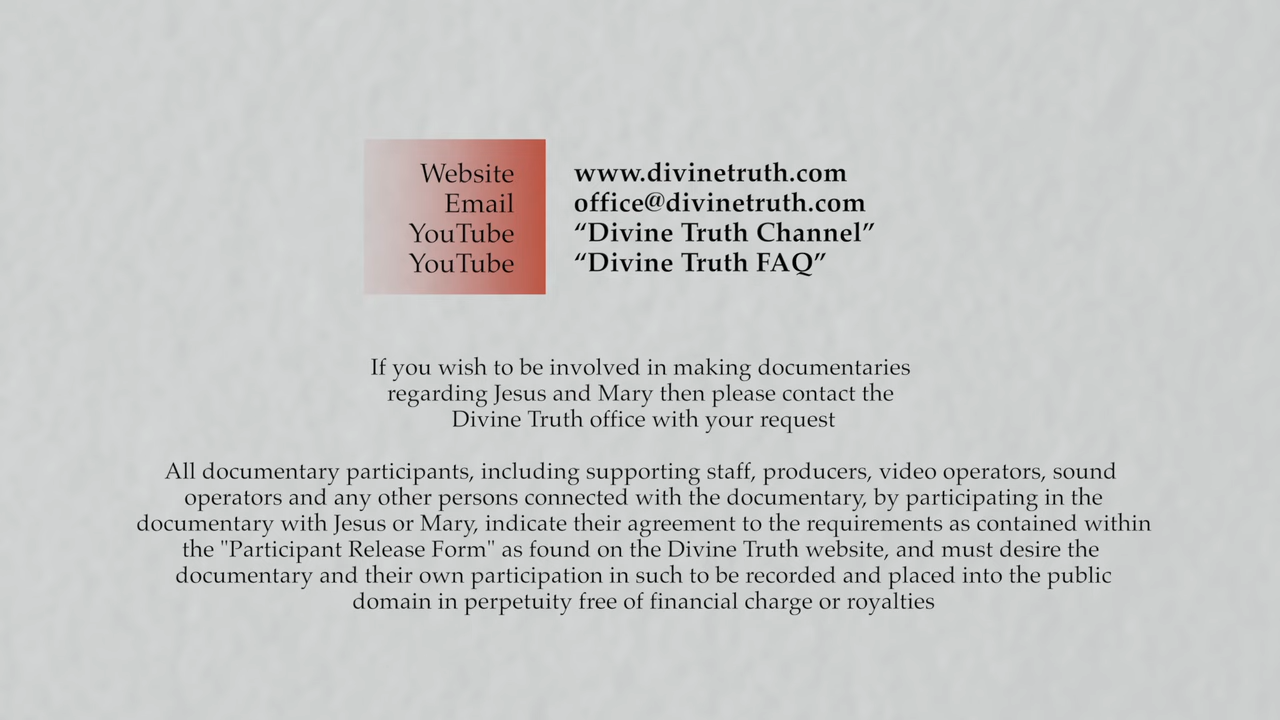 Website www.divinetruth.com
Email office@divinetruth.com
YouTube “Divine Truth Channel”
YouTube “Divine Truth FAQ”
If you wish to be involved in making documentaries
regarding Jesus and Mary then please contact the
Divine Truth office with your request
All documentary participants, including supporting staff, producers, video operators, sound
operators and any other persons connected with the documentary, by participating in the
documentary with Jesus or Mary, indicate their agreement to the requirements as contained within
the "Participant Release Form" as found on the Divine Truth website, and must desire the
documentary and their own participation in such to be recorded and placed into the public
domain in perpetuity free of financial charge or royalties